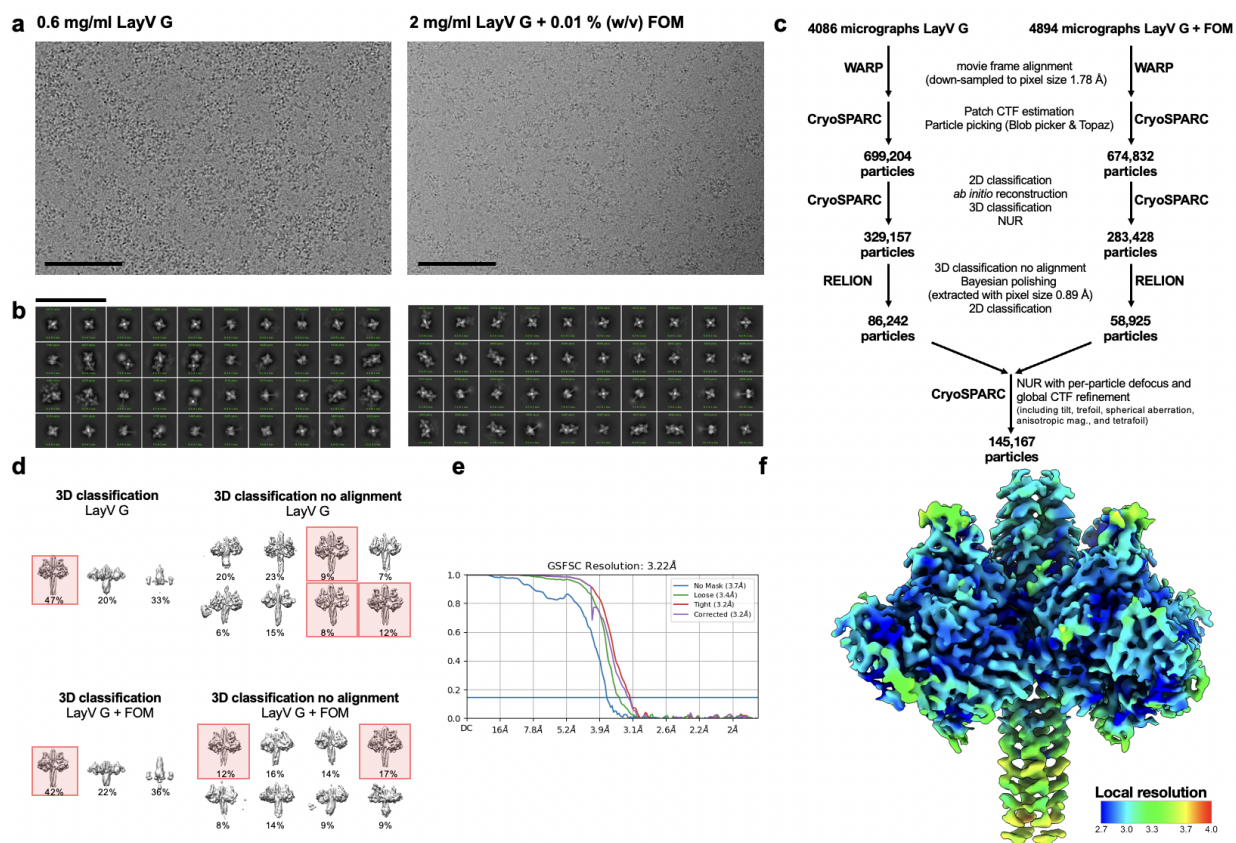 a
0.6 mg/ml LayV G
2 mg/ml LayV G + 0.01 % (w/v) FOM
b
c
4086 micrographs LayV G
4894 micrographs LayV G + FOM
WARP
movie frame alignment
(down-sampled to pixel size 1.78 Å)
WARP
CryoSPARC
Patch CTF estimation
Particle picking (Blob picker & Topaz)
CryoSPARC
699,204
particles
674,832
particles
CryoSPARC
2D classification
ab initio reconstruction
3D classification
NUR
CryoSPARC
329,157
particles
283,428
particles
RELION
3D classification no alignment
Bayesian polishing
(extracted with pixel size 0.89 Å)
2D classification
RELION
86,242
particles
58,925
particles
CryoSPARC
NUR with per-particle defocus and
global CTF refinement
(including tilt, trefoil, spherical aberration,
anisotropic mag., and tetrafoil)
145,167
particles
d
3D classification
LayV G
47%
20%
33%
3D classification no alignment
LayV G
20%
23%
9%
7%
6%
15%
8%
12%
3D classification
LayV G + FOM
42%
22%
36%
3D classification no alignment
LayV G + FOM
12%
16%
14%
17%
8%
14%
9%
9%
e
GSFSC Resolution: 3.22Å
1.0
0.8
0.6
0.4
0.2
0.0
No Mask (3.7Å)
Loose (3.4Å)
Tight (3.2Å)
Corrected (3.2Å)
DC
16Å
7.8Å
5.2Å
3.9Å
3.1Å
2.6Å
2.2Å
2Å
f
Local resolution
2.7
3.0
3.3
3.7
4.0